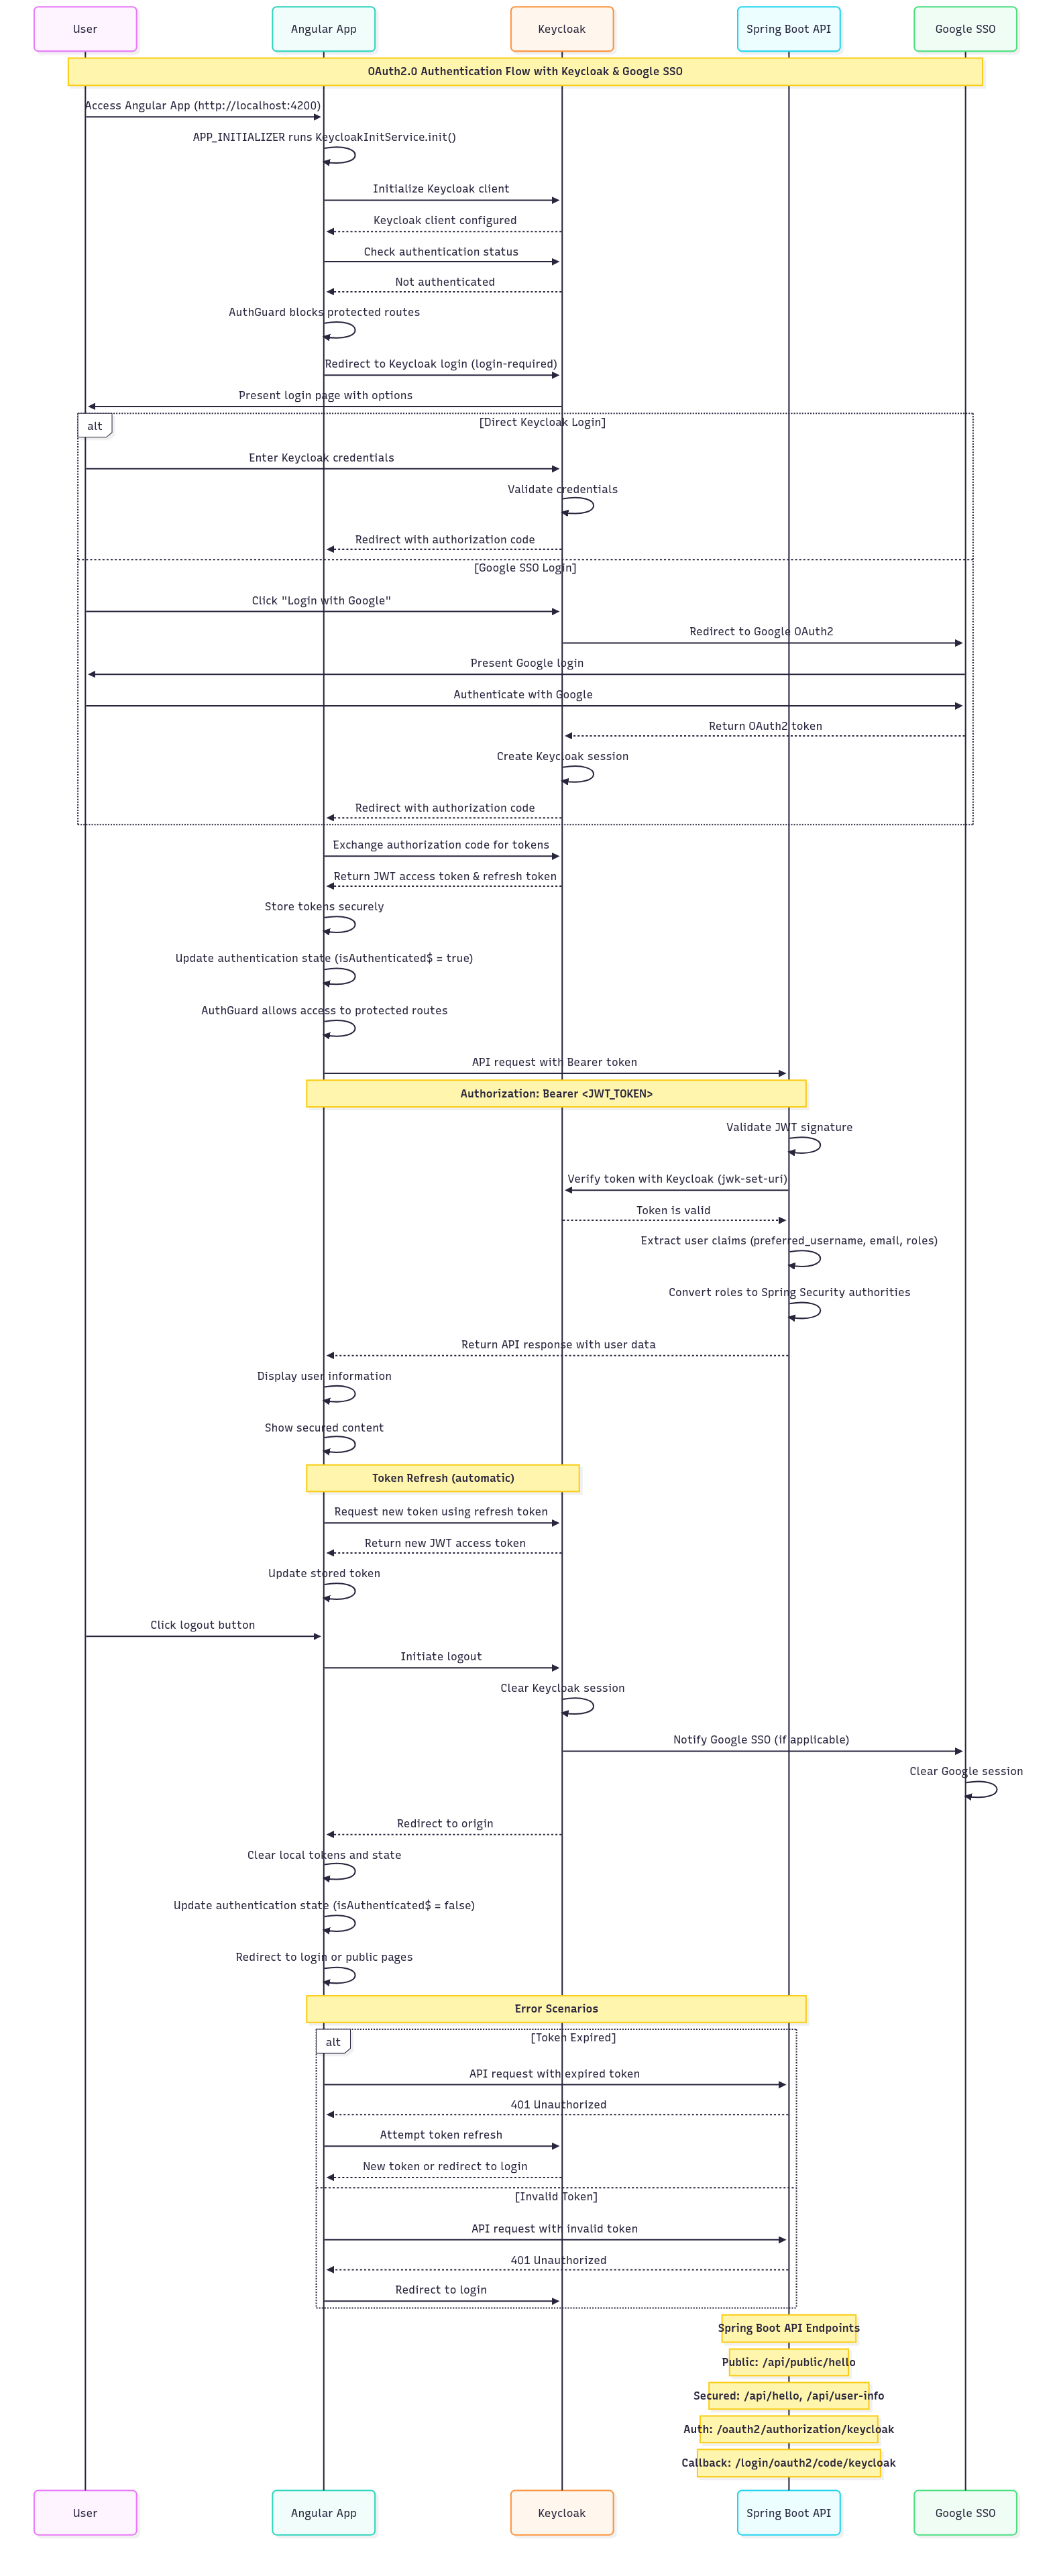 User
Angular App
Keycloak
Spring Boot API
Google SSO
OAuth2.0 Authentication Flow with Keycloak & Google SSO
Access Angular App (http://localhost:4200)
APP_INITIALIZER runs KeycloakInitService.init()
Initialize Keycloak client
Keycloak client configured
Check authentication status
Not authenticated
AuthGuard blocks protected routes
Redirect to Keycloak login (login-required)
Present login page with options
alt
[Direct Keycloak Login]
Enter Keycloak credentials
Validate credentials
Redirect with authorization code
[Google SSO Login]
Click "Login with Google"
Redirect to Google OAuth2
Present Google login
Authenticate with Google
Return OAuth2 token
Create Keycloak session
Redirect with authorization code
Exchange authorization code for tokens
Return JWT access token & refresh token
Store tokens securely
Update authentication state (isAuthenticated$ = true)
AuthGuard allows access to protected routes
API request with Bearer token
Authorization: Bearer <JWT_TOKEN>
Validate JWT signature
Verify token with Keycloak (jwk-set-uri)
Token is valid
Extract user claims (preferred_username, email, roles)
Convert roles to Spring Security authorities
Return API response with user data
Display user information
Show secured content
Token Refresh (automatic)
Request new token using refresh token
Return new JWT access token
Update stored token
Click logout button
Initiate logout
Clear Keycloak session
Notify Google SSO (if applicable)
Clear Google session
Redirect to origin
Clear local tokens and state
Update authentication state (isAuthenticated$ = false)
Redirect to login or public pages
Error Scenarios
alt
[Token Expired]
API request with expired token
401 Unauthorized
Attempt token refresh
New token or redirect to login
[Invalid Token]
API request with invalid token
401 Unauthorized
Redirect to login
Spring Boot API Endpoints
Public: /api/public/hello
Secured: /api/hello, /api/user-info
Auth: /oauth2/authorization/keycloak
Callback: /login/oauth2/code/keycloak
User
Angular App
Keycloak
Spring Boot API
Google SSO